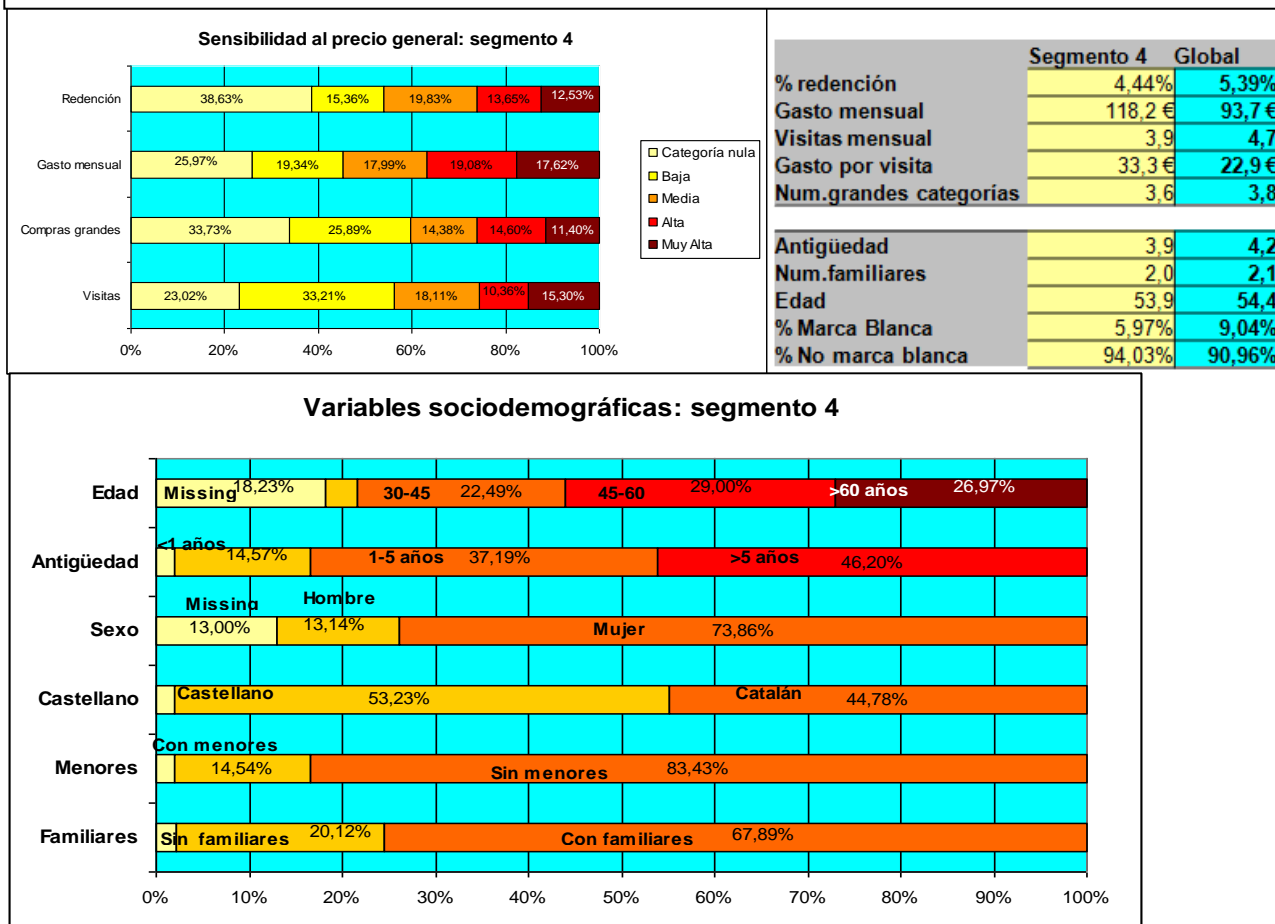 Sensibilidad al precio general: segmento 4
Redención 38,63% 15,36% 19,83% 13,65% 12,53%
Gasto mensual 25,97% 19,34% 17,99% 19,08% 17,62%
Compras grandes 33,73% 25,89% 14,38% 14,60% 11,40%
Visitas 23,02% 33,21% 18,11% 10,36% 15,30%
0% 20% 40% 60% 80% 100%
Categoría nula
Baja
Media
Alta
Muy Alta
Segmento 4 Global
% redención 4,44% 5,39%
Gasto mensual 118,2 € 93,7 €
Visitas mensual 3,9 4,7
Gasto por visita 33,3 € 22,9 €
Num.grandes categorías 3,6 3,8
Antigüedad 3,9 4,2
Num.familiares 2,0 2,1
Edad 53,9 54,4
% Marca Blanca 5,97% 9,04%
% No marca blanca 94,03% 90,96%
Variables sociodemográficas: segmento 4
Edad Missing 18,23% 30-45 22,49% 45-60 29,00% >60 años 26,97%
<1 años
Antigüedad 14,57% 1-5 años 37,19% >5 años 46,20%
Missing Hombre
Sexo 13,00% 13,14% Mujer 73,86%
Castellano Castellano 53,23% Catalán 44,78%
Con menores
Menores 14,54% Sin menores 83,43%
Familiares Sin familiares 20,12% Con familiares 67,89%
0% 10% 20% 30% 40% 50% 60% 70% 80% 90% 100%